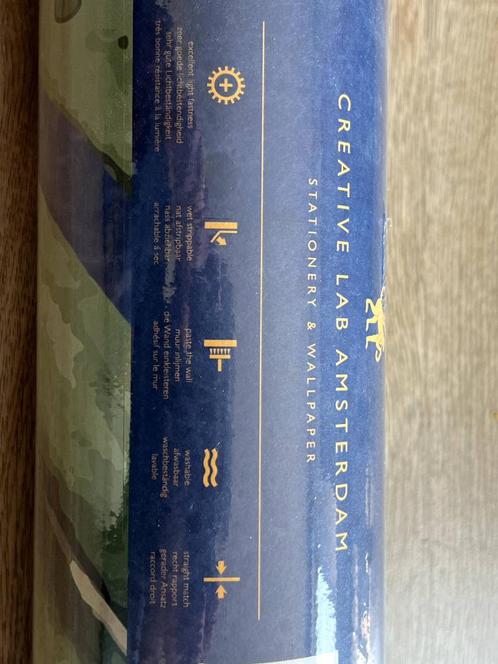 CREATIVE LAB AMSTERDAM
STATIONERY & WALLPAPER
excellent light fastness
zeer goede lichtbestendigheid
sehr gute Lichtbeständigkeit
très bonne résistance à la lumière
wet strippable
nat afstripbaar
nass abziehbar
arrachable à sec
paste the wall
muur inlijmen
die Wand einkleisteren
adhésif sur le mur
washable
afwasbaar
waschbeständig
lavable
straight match
recht rapport
gerader Ansatz
raccord droit